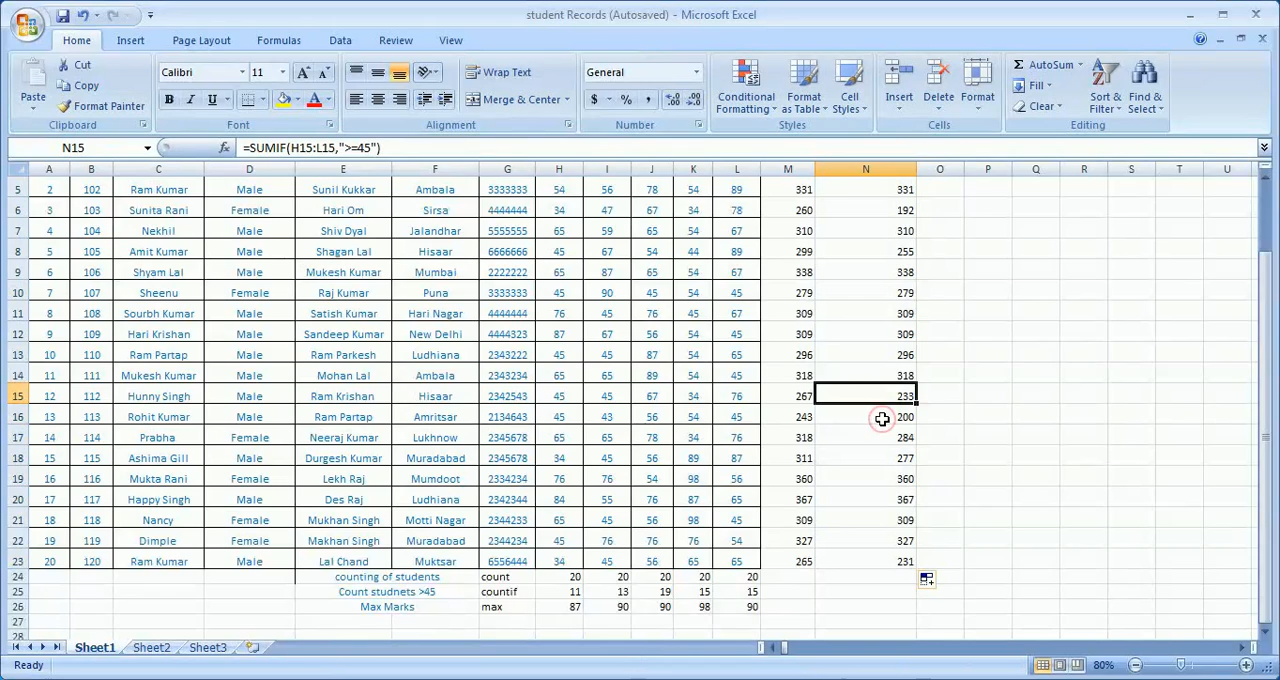 student Records (Autosaved) - Microsoft Excel
Home Insert Page Layout Formulas Data Review View
Paste Cut Copy Format Painter Clipboard
Calibri 11 A A B I U A Font
Wrap Text Merge & Center Alignment
General $ % , Number
Conditional Formatting Format as Table Cell Styles Styles
Insert Delete Format Cells
Σ AutoSum Fill Clear Sort & Filter Find & Select Editing
N15 fx =SUMIF(H15:L15,">=45")
A B C D E F G H I J K L M N O P Q R S T U
5 2 102 Ram Kumar Male Sunil Kukkar Ambala 3333333 54 56 78 54 89 331 331
6 3 103 Sunita Rani Female Hari Om Sirsa 4444444 34 47 67 34 78 260 192
7 4 104 Nekhil Male Shiv Dyal Jalandhar 5555555 65 59 65 54 67 310 310
8 5 105 Amit Kumar Male Shagan Lal Hisaar 6666666 45 67 54 44 89 299 255
9 6 106 Shyam Lal Male Mukesh Kumar Mumbai 2222222 65 87 65 54 67 338 338
10 7 107 Sheenu Female Raj Kumar Puna 3333333 45 90 45 54 45 279 279
11 8 108 Sourbh Kumar Male Satish Kumar Hari Nagar 4444444 76 45 76 45 67 309 309
12 9 109 Hari Krishan Male Sandeep Kumar New Delhi 4444323 87 67 56 54 45 309 309
13 10 110 Ram Partap Male Ram Parkesh Ludhiana 2343222 45 45 87 54 65 296 296
14 11 111 Mukesh Kumar Male Mohan Lal Ambala 2343234 65 65 89 54 45 318 318
15 12 112 Hunny Singh Male Ram Krishan Hisaar 2342543 45 45 67 34 76 267 233
16 13 113 Rohit Kumar Male Ram Partap Amritsar 2134643 45 43 56 54 45 243 200
17 14 114 Prabha Female Neeraj Kumar Lukhnow 2345678 65 65 78 34 76 318 284
18 15 115 Ashima Gill Female Durgesh Kumar Muradabad 2345678 34 45 56 89 87 311 277
19 16 116 Mukta Rani Female Lekh Raj Mumdoot 2334234 76 76 54 98 56 360 360
20 17 117 Happy Singh Male Des Raj Ludhiana 2342344 84 55 76 87 65 367 367
21 18 118 Nancy Female Mukhan Singh Motti Nagar 2344233 65 45 56 98 45 309 309
22 19 119 Dimple Female Makhan Singh Muradabad 2344234 45 76 76 76 54 327 327
23 20 120 Ram Kumar Male Lal Chand Muktsar 6556444 34 45 56 65 65 265 231
24 counting of students count 20 20 20 20 20
25 Count studnets >45 countif 11 13 19 15 15
26 Max Marks max 87 90 90 98 90
27
28
Sheet1 Sheet2 Sheet3
Ready 80%